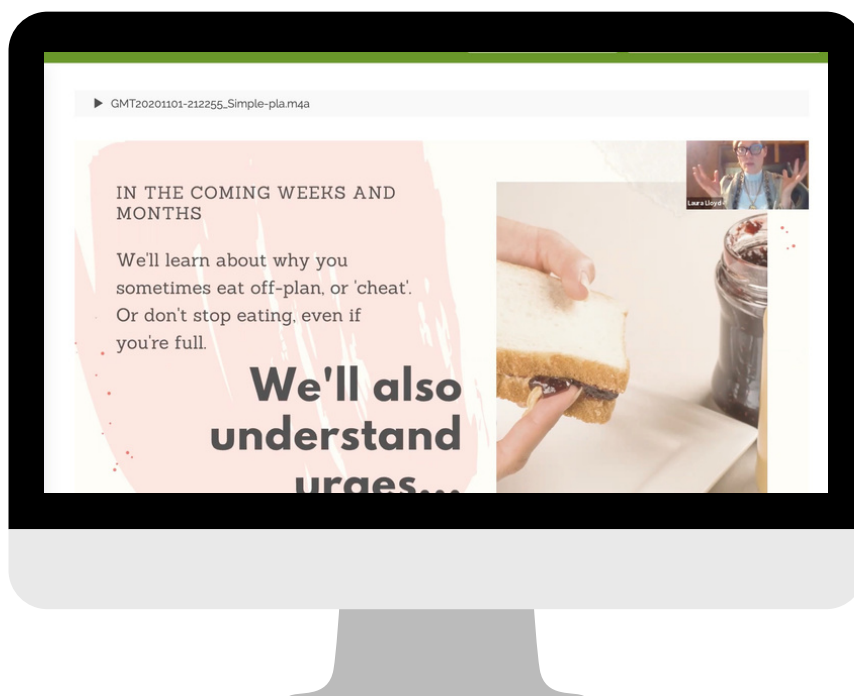 GMT20201101-212255_Simple-pla.m4a
IN THE COMING WEEKS AND
MONTHS
Laura Lloyd
We'll learn about why you
sometimes eat off-plan, or 'cheat'.
Or don't stop eating, even if
you're full.
We'll also
understand
urges...